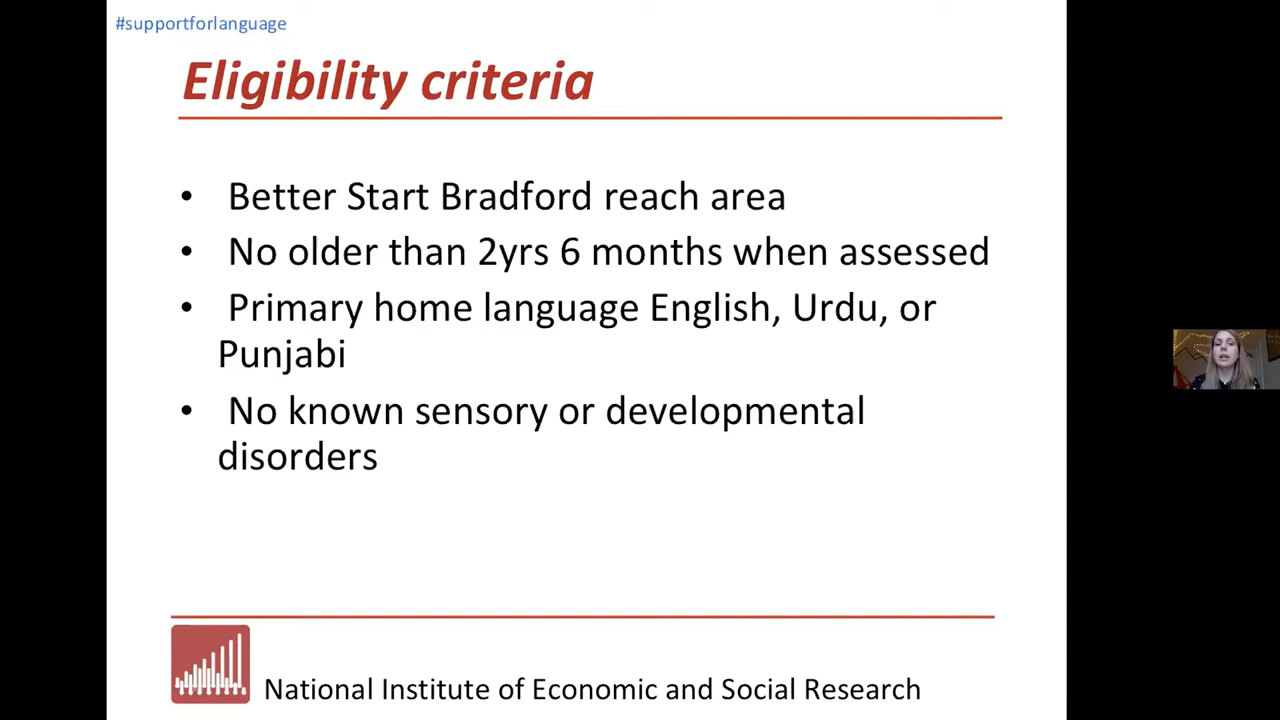 #supportforlanguage
Eligibility criteria
• Better Start Bradford reach area
• No older than 2yrs 6 months when assessed
• Primary home language English, Urdu, or
Punjabi
• No known sensory or developmental
disorders
National Institute of Economic and Social Research